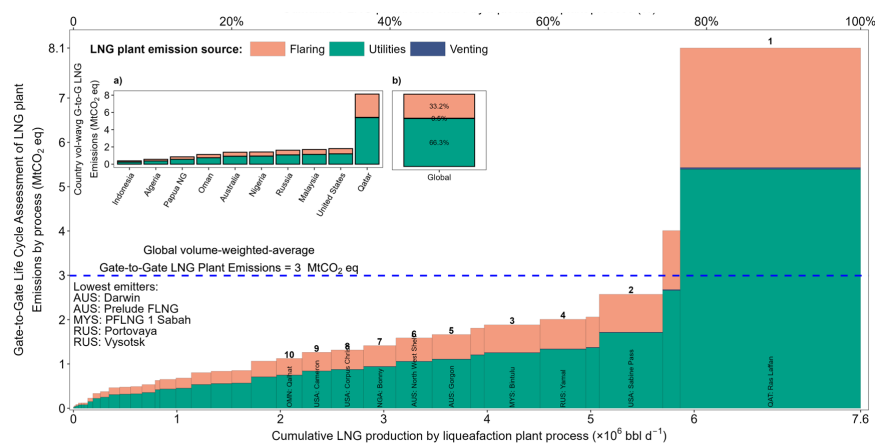 0 20% 40% 60% 80% 100%
8.1
7
6
5
4
3
2
1
0
Gate-to-Gate Life Cycle Assessment of LNG plant
Emissions by process (MtCO2 eq)
LNG plant emission source: Flaring Utilities Venting
a)
Country vol-wavg G-to-G LNG
Emissions (MtCO2 eq)
8
6
4
2
0
Indonesia
Algeria
Papua NG
Oman
Australia
Nigeria
Russia
Malaysia
United States
Qatar
b)
33.2%
0.5%
66.3%
Global
Global volume-weighted-average
Gate-to-Gate LNG Plant Emissions = 3 MtCO2 eq
Lowest emitters:
AUS: Darwin
AUS: Prelude FLNG
MYS: PFLNG 1 Sabah
RUS: Portovaya
RUS: Vysotsk
10 9 8 7 6 5 3 4 2 1
OMN: Qalhat
USA: Cameron
USA: Corpus Christi
NGA: Bonny
AUS: North West Shelf
AUS: Gorgon
MYS: Bintulu
RUS: Yamal
USA: Sabine Pass
QAT: Ras Laffan
0 1 2 3 4 5 6 7.6
Cumulative LNG production by liqueafaction plant process (×10⁶ bbl d⁻¹)